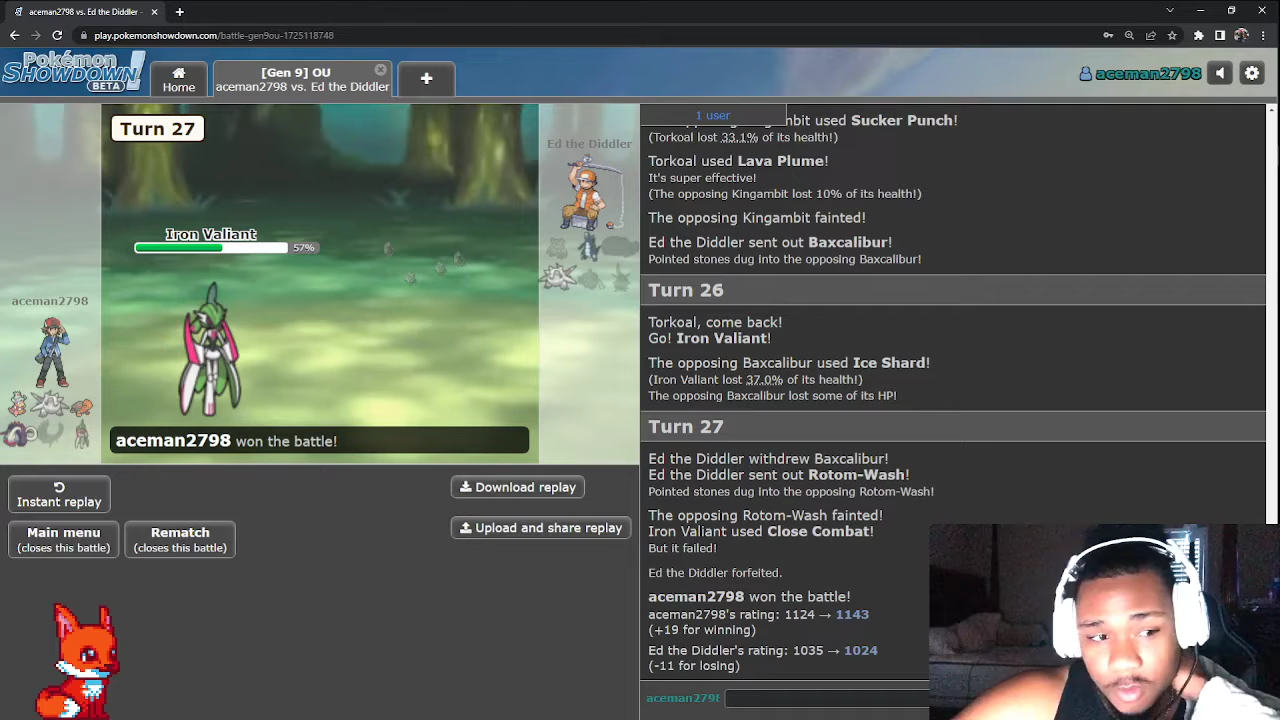 aceman2798 vs. Ed the Diddler -
play.pokemonshowdown.com/battle-gen9ou-1725118748
Pokémon
SHOWDOWN!
BETA
Home
[Gen 9] OU
aceman2798 vs. Ed the Diddler
aceman2798
Turn 27
Ed the Diddler
Iron Valiant
57%
aceman2798
aceman2798 won the battle!
Instant replay
Download replay
Upload and share replay
Main menu
(closes this battle)
Rematch
(closes this battle)
1 user
mbit used Sucker Punch!
(Torkoal lost 33.1% of its health!)
Torkoal used Lava Plume!
It's super effective!
(The opposing Kingambit lost 10% of its health!)
The opposing Kingambit fainted!
Ed the Diddler sent out Baxcalibur!
Pointed stones dug into the opposing Baxcalibur!
Turn 26
Torkoal, come back!
Go! Iron Valiant!
The opposing Baxcalibur used Ice Shard!
(Iron Valiant lost 37.0% of its health!)
The opposing Baxcalibur lost some of its HP!
Turn 27
Ed the Diddler withdrew Baxcalibur!
Ed the Diddler sent out Rotom-Wash!
Pointed stones dug into the opposing Rotom-Wash!
The opposing Rotom-Wash fainted!
Iron Valiant used Close Combat!
But it failed!
Ed the Diddler forfeited.
aceman2798 won the battle!
aceman2798's rating: 1124 → 1143
(+19 for winning)
Ed the Diddler's rating: 1035 → 1024
(-11 for losing)
aceman2798